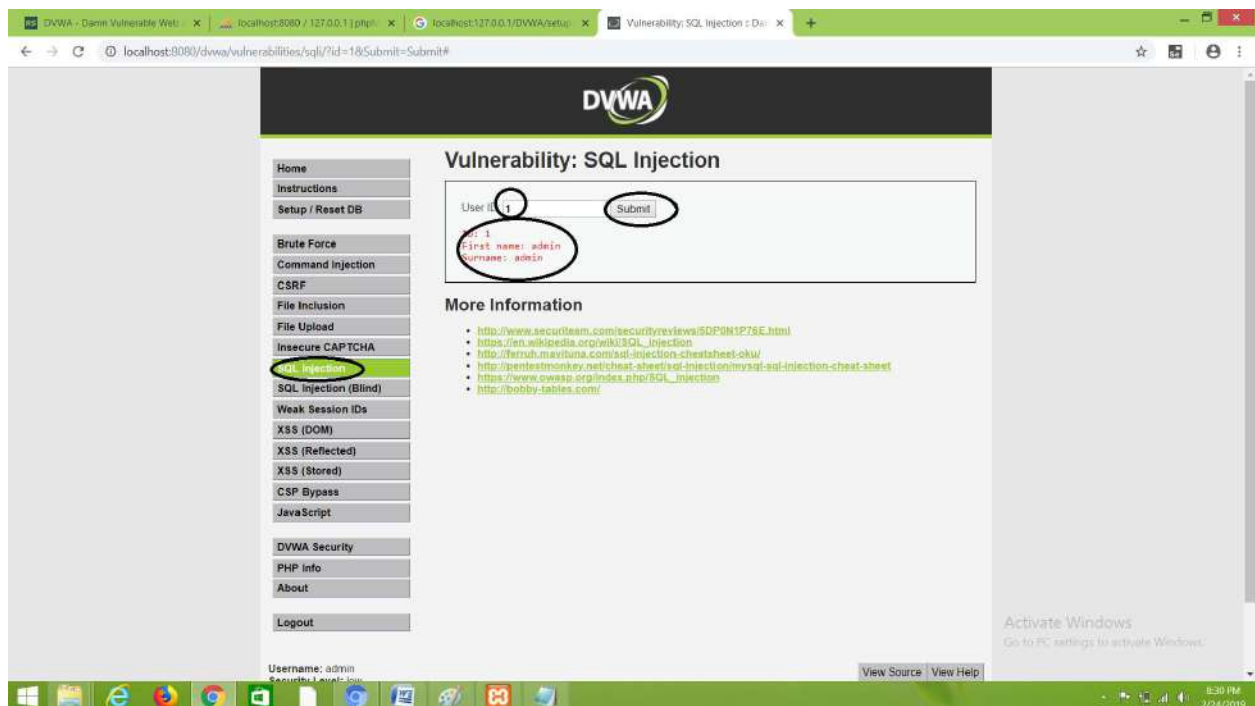 DVWA - Damn Vulnerable Web
localhost:8080 / 127.0.0.1 | php
localhost:127.0.0.1/DVWA/setup
Vulnerability: SQL Injection :: Da
localhost:8080/dvwa/vulnerabilities/sqli/?id=1&Submit=Submit#
DVWA
Home
Instructions
Setup / Reset DB
Brute Force
Command Injection
CSRF
File Inclusion
File Upload
Insecure CAPTCHA
SQL Injection
SQL Injection (Blind)
Weak Session IDs
XSS (DOM)
XSS (Reflected)
XSS (Stored)
CSP Bypass
JavaScript
DVWA Security
PHP Info
About
Logout
Username: admin
Security Level: low
Vulnerability: SQL Injection
User ID: 1 Submit
ID: 1
First name: admin
Surname: admin
More Information
http://www.securiteam.com/securityreviews/5DP0N1P76E.html
https://en.wikipedia.org/wiki/SQL_injection
http://ferruh.mavituna.com/sql-injection-cheatsheet-oku/
http://pentestmonkey.net/cheat-sheet/sql-injection/mysql-sql-injection-cheat-sheet
https://www.owasp.org/index.php/SQL_Injection
http://bobby-tables.com/
View Source View Help
Activate Windows
Go to PC settings to activate Windows.
8:30 PM
2/24/2019